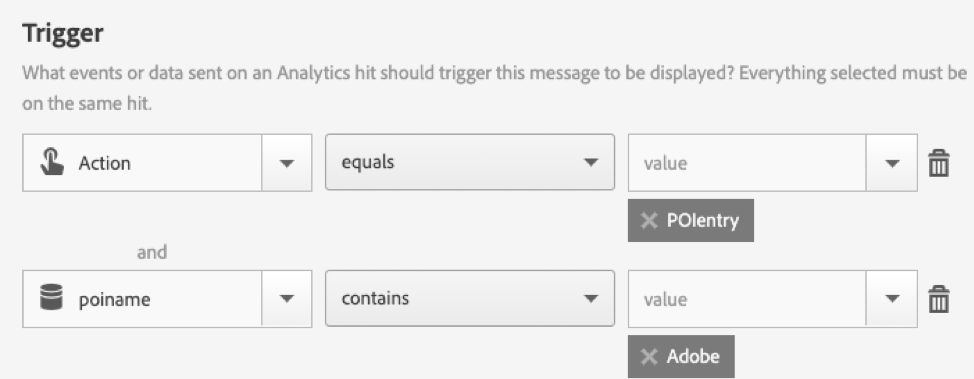 Trigger
What events or data sent on an Analytics hit should trigger this message to be displayed? Everything selected must be
on the same hit.
Action equals value
POIentry
and
poiname contains value
Adobe